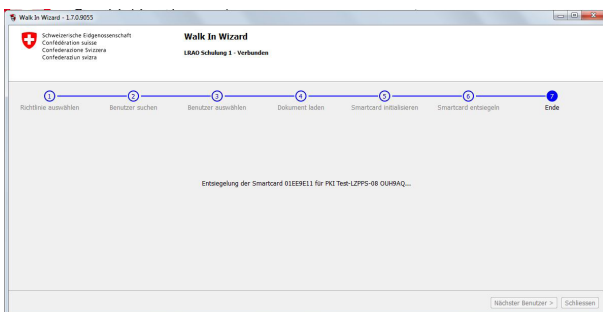 Walk In Wizard - 1.7.0.9055
Schweizerische Eidgenossenschaft
Confédération suisse
Confederazione Svizzera
Confederaziun svizra
Walk In Wizard
LRAO Schulung 1 - Verbunden
1
2
3
4
5
6
7
Richtlinie auswählen
Benutzer suchen
Benutzer auswählen
Dokument laden
Smartcard initialisieren
Smartcard entsiegeln
Ende
Entsiegelung der Smartcard 01EE9E11 für PKI Test-LZPPS-08 OUH9AQ...
Nächster Benutzer >
Schliessen